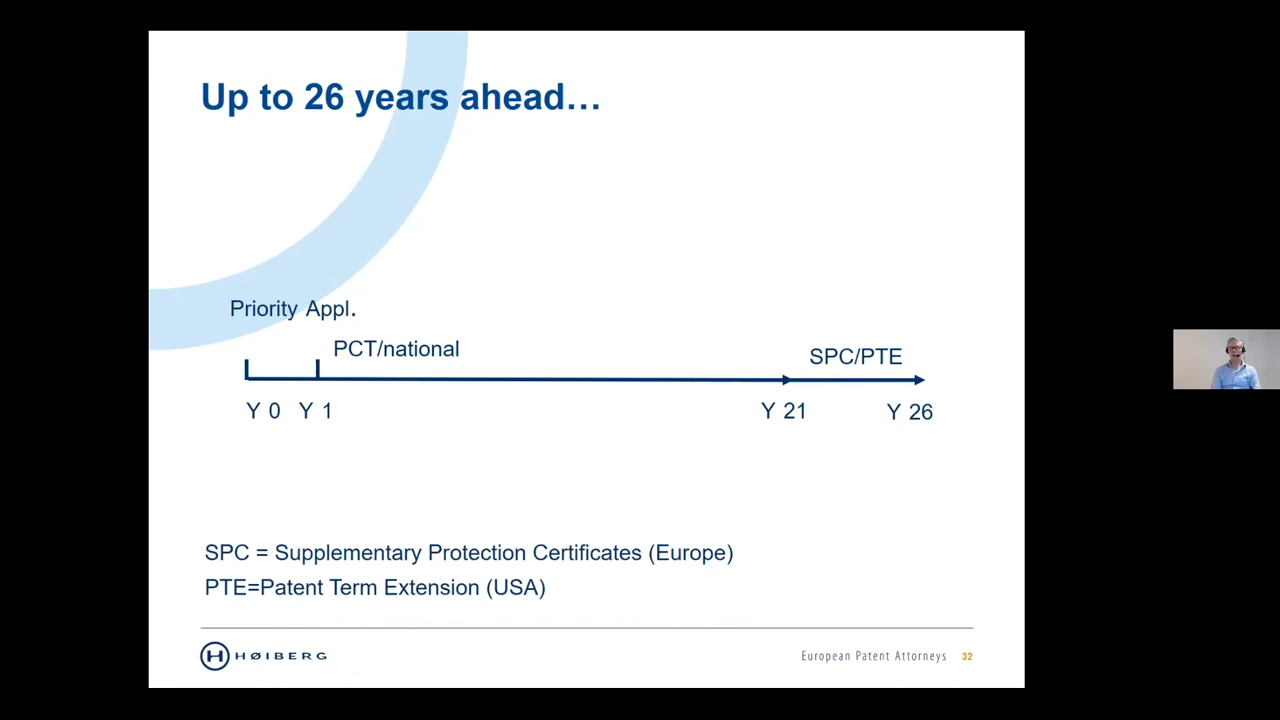 Up to 26 years ahead...
Priority Appl.
PCT/national
SPC/PTE
Y 0 Y 1 Y 21 Y 26
SPC = Supplementary Protection Certificates (Europe)
PTE=Patent Term Extension (USA)
HØIBERG
European Patent Attorneys 32